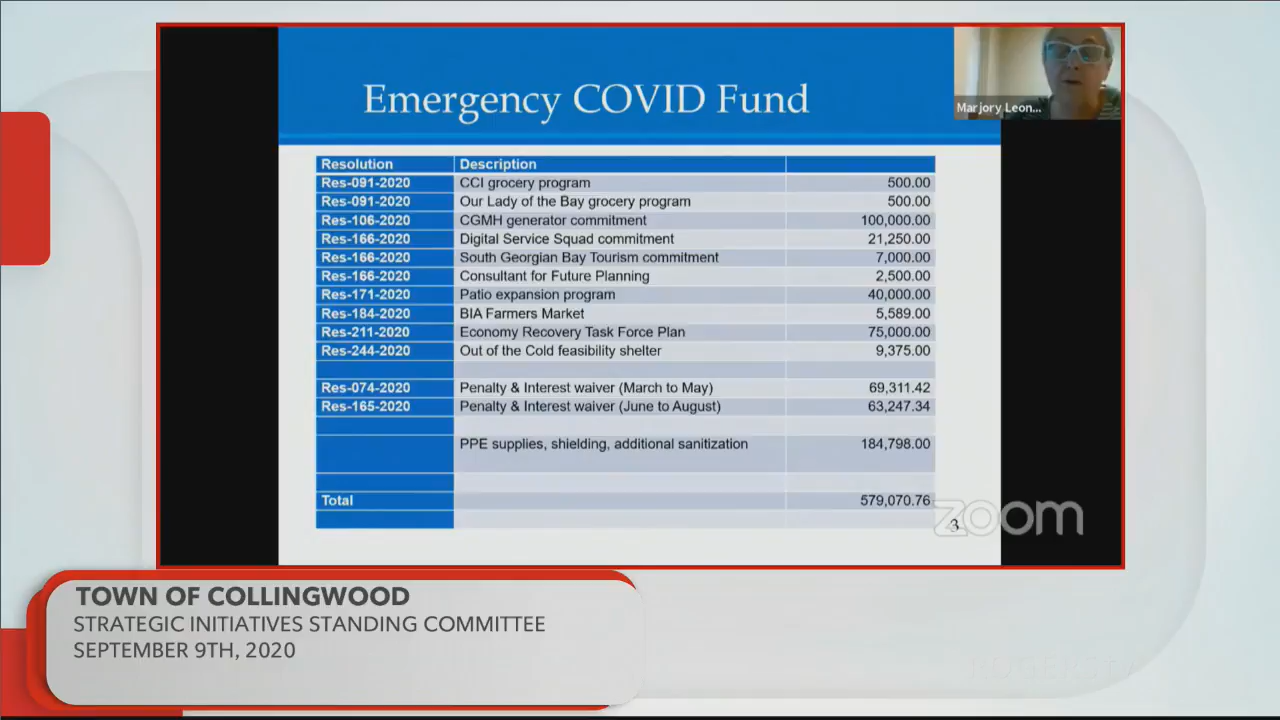 Emergency COVID Fund
Marjory Leon...
Resolution Description
Res-091-2020 CCI grocery program 500.00
Res-091-2020 Our Lady of the Bay grocery program 500.00
Res-106-2020 CGMH generator commitment 100,000.00
Res-166-2020 Digital Service Squad commitment 21,250.00
Res-166-2020 South Georgian Bay Tourism commitment 7,000.00
Res-166-2020 Consultant for Future Planning 2,500.00
Res-171-2020 Patio expansion program 40,000.00
Res-184-2020 BIA Farmers Market 5,589.00
Res-211-2020 Economy Recovery Task Force Plan 75,000.00
Res-244-2020 Out of the Cold feasibility shelter 9,375.00
Res-074-2020 Penalty & Interest waiver (March to May) 69,311.42
Res-165-2020 Penalty & Interest waiver (June to August) 63,247.34
PPE supplies, shielding, additional sanitization 184,798.00
Total 579,070.76
zoom
3
TOWN OF COLLINGWOOD
STRATEGIC INITIATIVES STANDING COMMITTEE
SEPTEMBER 9TH, 2020